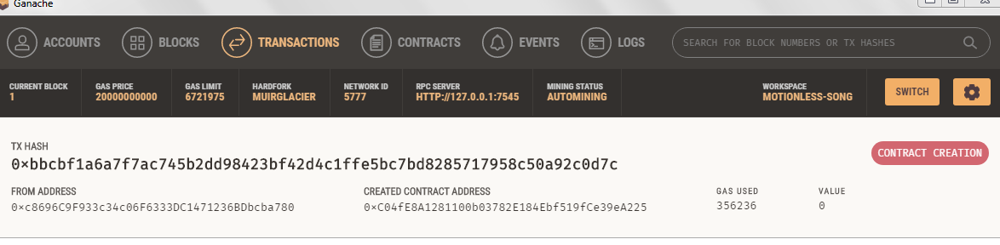 Ganache
ACCOUNTS BLOCKS TRANSACTIONS CONTRACTS EVENTS LOGS SEARCH FOR BLOCK NUMBERS OR TX HASHES
CURRENT BLOCK GAS PRICE GAS LIMIT HARDFORK NETWORK ID RPC SERVER MINING STATUS WORKSPACE SWITCH
1 20000000000 6721975 MUIRGLACIER 5777 HTTP://127.0.0.1:7545 AUTOMINING MOTIONLESS-SONG
TX HASH
0×bbcbf1a6a7f7ac745b2dd98423bf42d4c1ffe5bc7bd8285717958c50a92c0d7c CONTRACT CREATION
FROM ADDRESS CREATED CONTRACT ADDRESS GAS USED VALUE
0×c8696C9F933c34c06F6333DC1471236BDbcba780 0×C04fE8A1281100b03782E184Ebf519fCe39eA225 356236 0